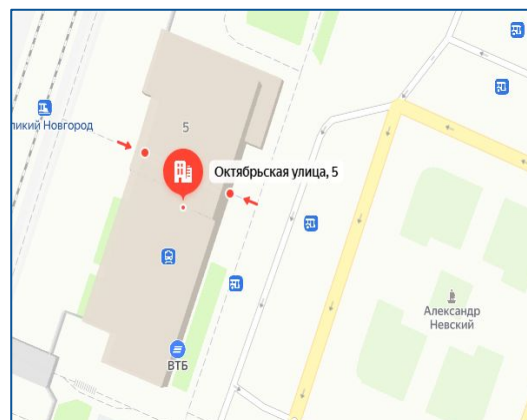 5
ликий Новгород
Октябрьская улица, 5
Александр
Невский
ВТБ